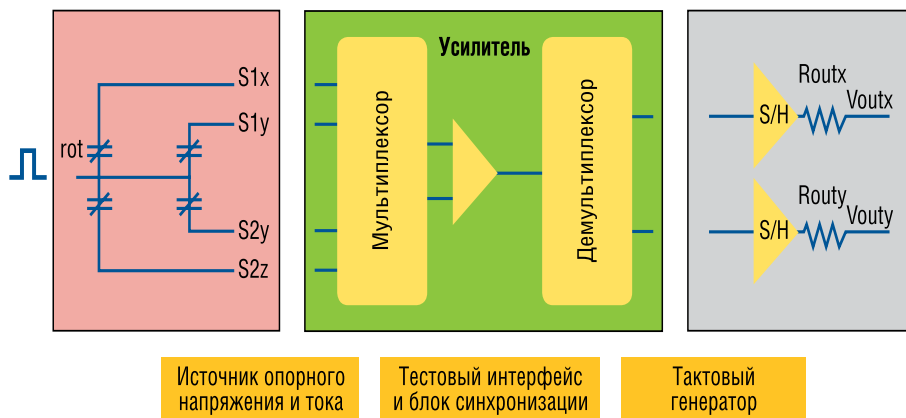 S1x
S1y
rot
S2y
S2z
Усилитель
Мультиплексор
Демультиплексор
S/H
Routx
Voutx
S/H
Routy
Vouty
Источник опорного
напряжения и тока
Тестовый интерфейс
и блок синхронизации
Тактовый
генератор